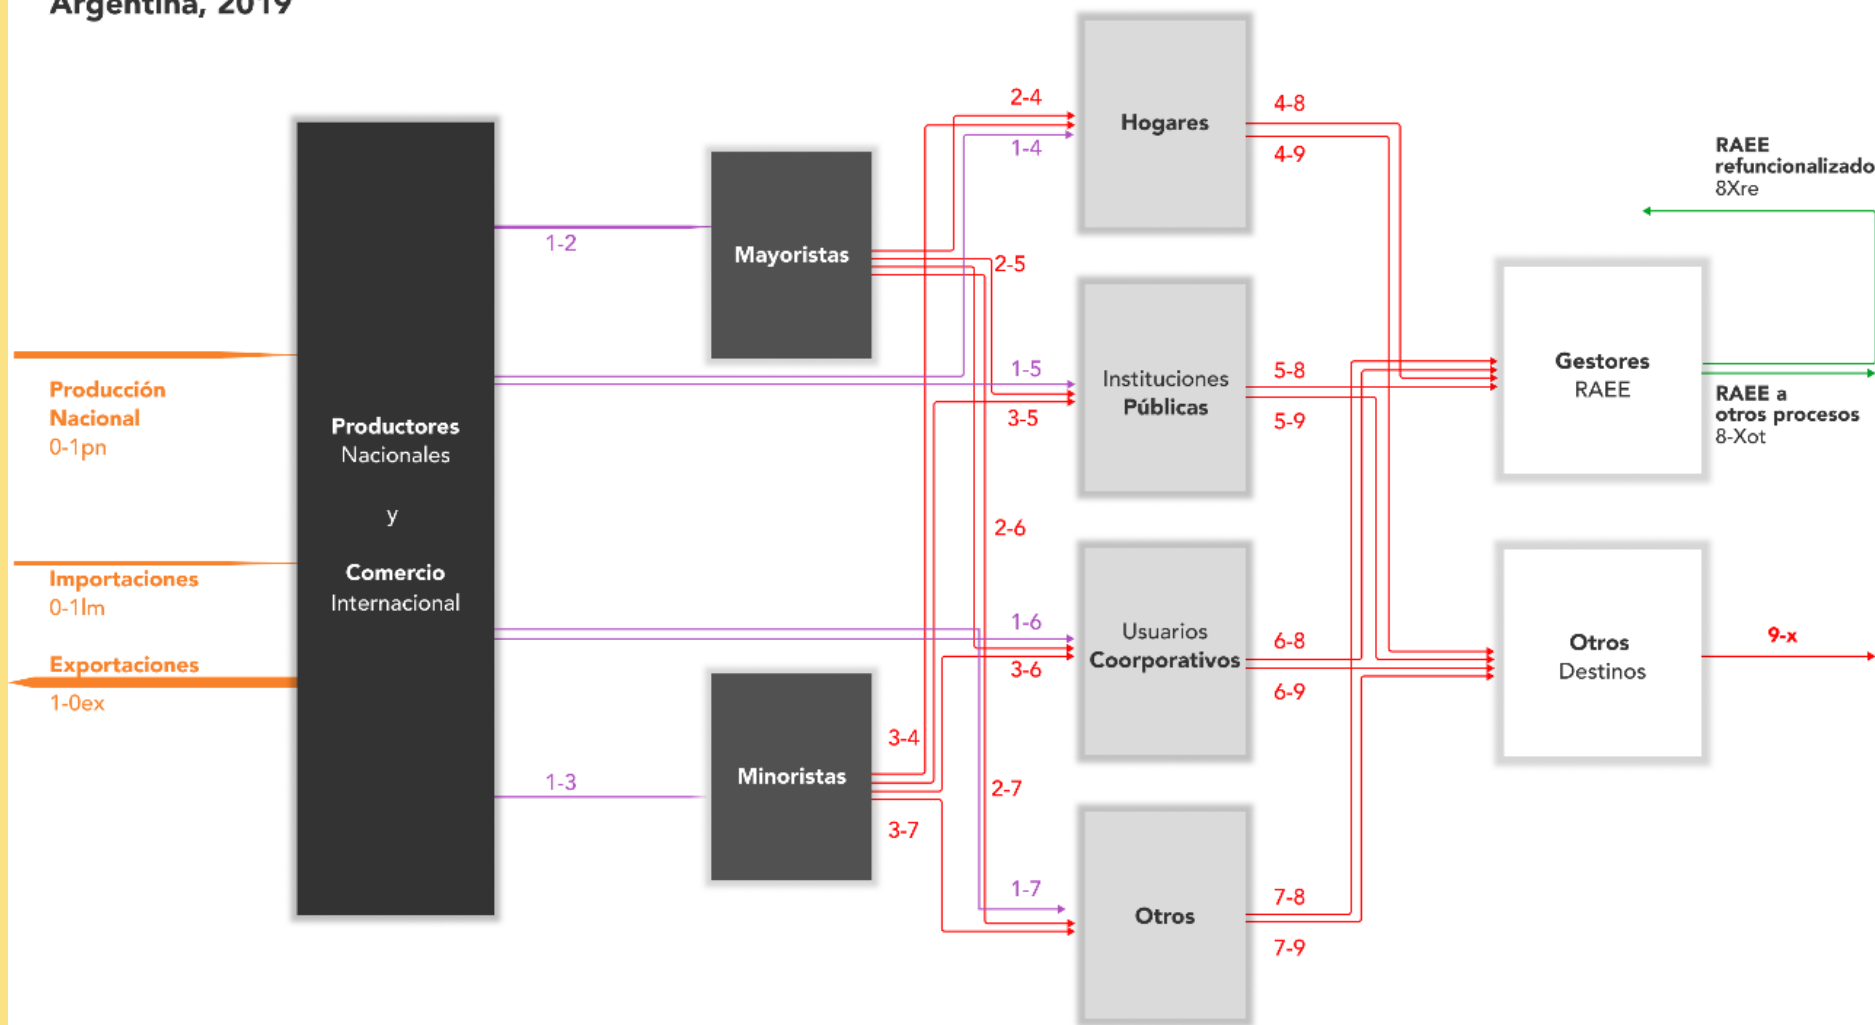 Argentina, 2019
Producción
Nacional
0-1pn
Importaciones
0-1lm
Exportaciones
1-0ex
Productores
Nacionales
y
Comercio
Internacional
1-2
1-3
Mayoristas
Minoristas
2-4
1-4
2-5
1-5
3-5
2-6
1-6
3-6
3-4
2-7
3-7
1-7
Hogares
Instituciones
Públicas
Usuarios
Coorporativos
Otros
4-8
4-9
5-8
5-9
6-8
6-9
7-8
7-9
Gestores
RAEE
Otros
Destinos
RAEE
refuncionalizado
8Xre
RAEE a
otros procesos
8-Xot
9-x